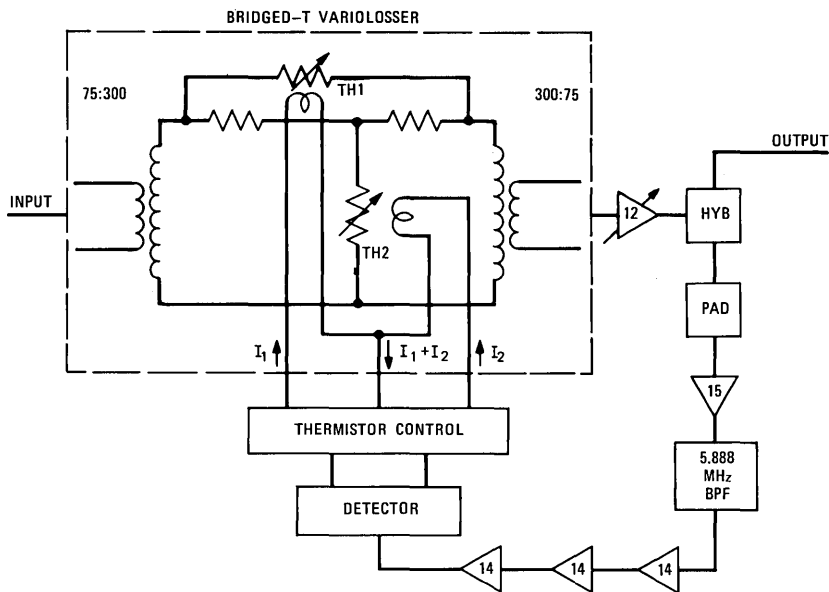 BRIDGED-T VARIOLOSSER
75:300
TH1
300:75
OUTPUT
INPUT
12
HYB
TH2
PAD
I1
I1+I2
I2
15
THERMISTOR CONTROL
5.888
MHz
BPF
DETECTOR
14
14
14